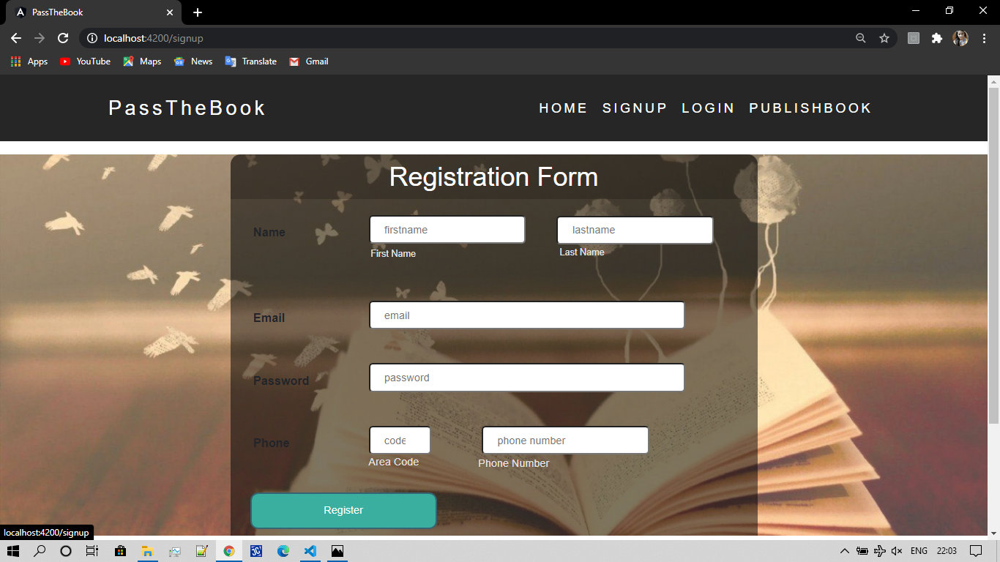 PassTheBook
localhost:4200/signup
Apps YouTube Maps News Translate Gmail
PassTheBook HOME SIGNUP LOGIN PUBLISHBOOK
Registration Form
Name firstname lastname
First Name Last Name
Email email
Password password
Phone code phone number
Area Code Phone Number
Register
localhost:4200/signup
ENG 22:03